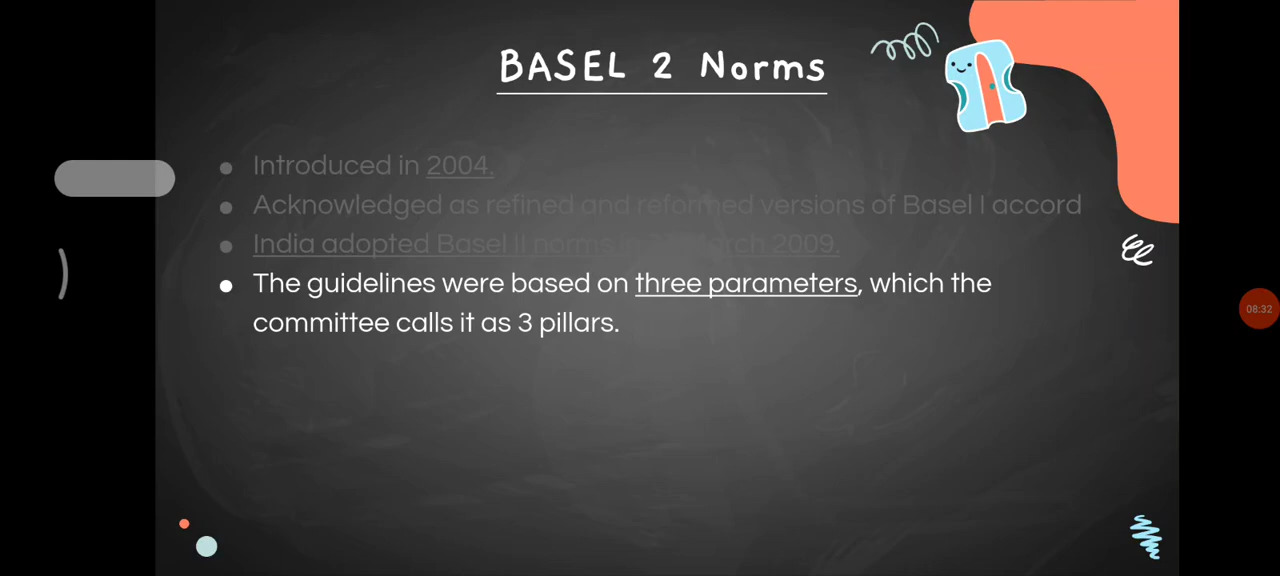 BASEL 2 Norms
Introduced in 2004.
Acknowledged as refined and reformed versions of Basel I accord
India adopted Basel II norms in March 2009.
The guidelines were based on three parameters, which the
committee calls it as 3 pillars.
08:32